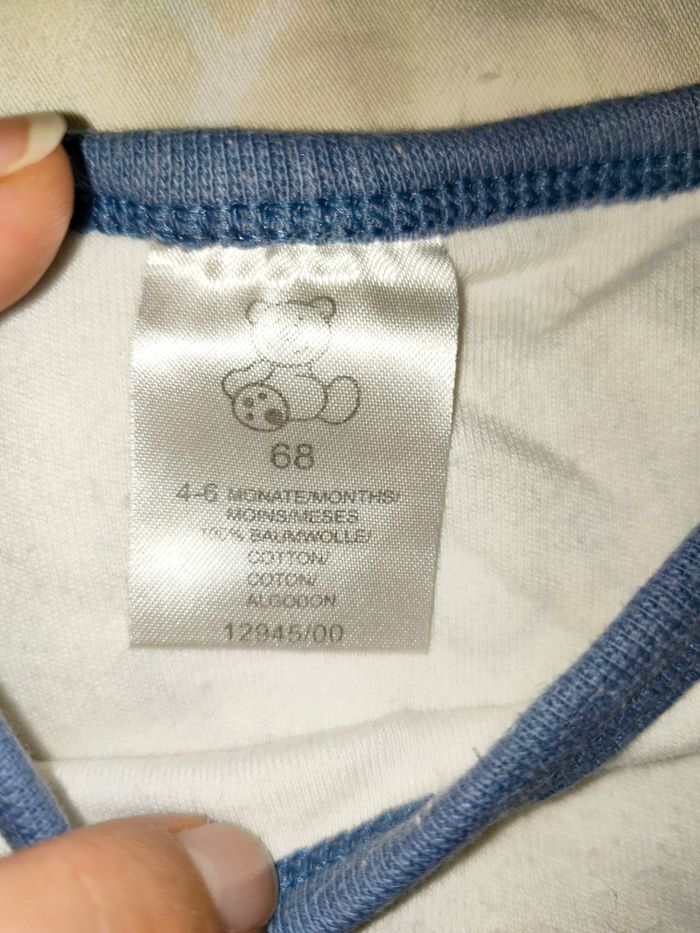 68
4-6 MONATE/MONTHS/
MOINS/MESES
100% BAUMWOLLE/
COTTON/
COTON/
ALGODON
12945/00